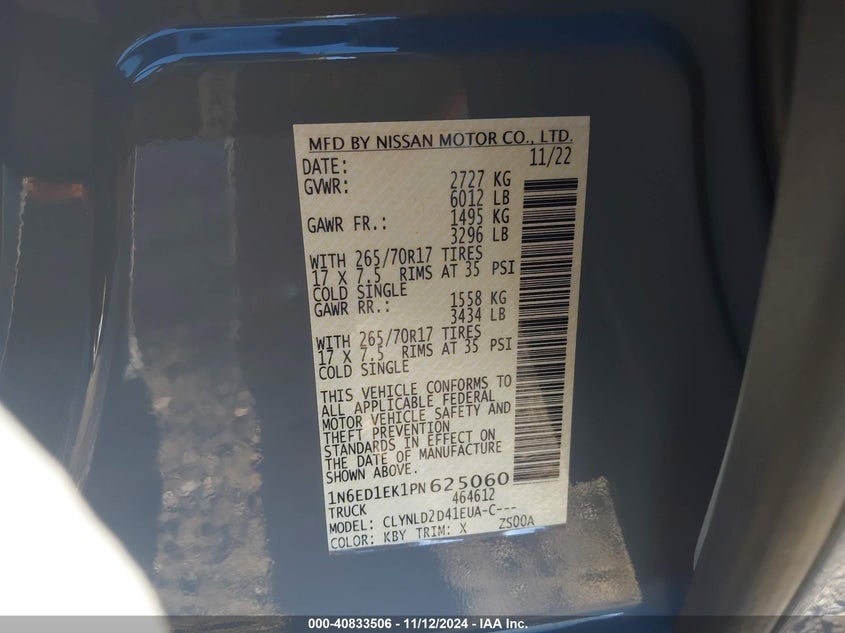 MFD BY NISSAN MOTOR CO., LTD.
DATE: 11/22
GVWR: 2727 KG
6012 LB
GAWR FR.: 1495 KG
3296 LB
WITH 265/70R17 TIRES
17 X 7.5 RIMS AT 35 PSI
COLD SINGLE
GAWR RR.: 1558 KG
3434 LB
WITH 265/70R17 TIRES
17 X 7.5 RIMS AT 35 PSI
COLD SINGLE
THIS VEHICLE CONFORMS TO
ALL APPLICABLE FEDERAL
MOTOR VEHICLE SAFETY AND
THEFT PREVENTION
STANDARDS IN EFFECT ON
THE DATE OF MANUFACTURE
SHOWN ABOVE.
1N6ED1EK1PN625060
TRUCK 464612
MODEL: CLYNLD2D41EUA-C---
COLOR: KBY TRIM: X ZS00A
000-40833506 - 11/12/2024 - IAA Inc.